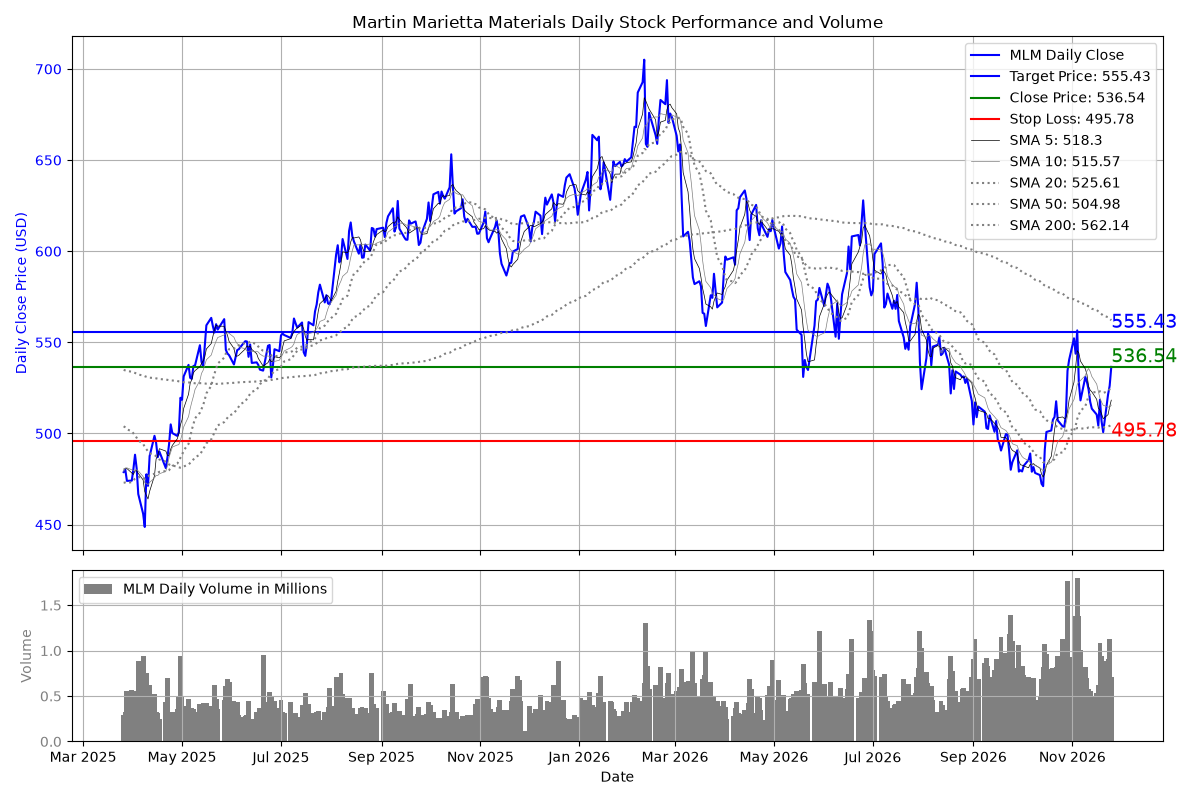 Martin Marietta Materials Daily Stock Performance and Volume
Daily Close Price (USD)
700
650
600
550
500
450
MLM Daily Close
Target Price: 555.43
Close Price: 536.54
Stop Loss: 495.78
SMA 5: 518.3
SMA 10: 515.57
SMA 20: 525.61
SMA 50: 504.98
SMA 200: 562.14
555.43
536.54
495.78
MLM Daily Volume in Millions
Volume
1.5
1.0
0.5
0.0
Mar 2025 May 2025 Jul 2025 Sep 2025 Nov 2025 Jan 2026 Mar 2026 May 2026 Jul 2026 Sep 2026 Nov 2026
Date